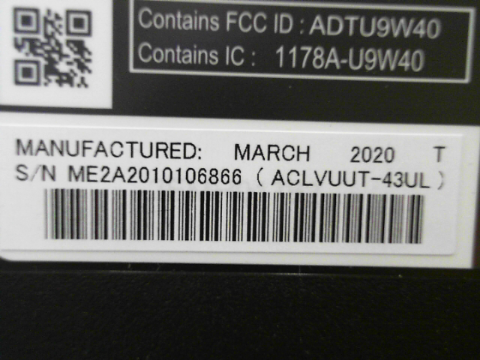 Contains FCC ID : ADTU9W40
Contains IC : 1178A-U9W40
MANUFACTURED: MARCH 2020 T
S/N ME2A2010106866 ( ACLVUUT-43UL )